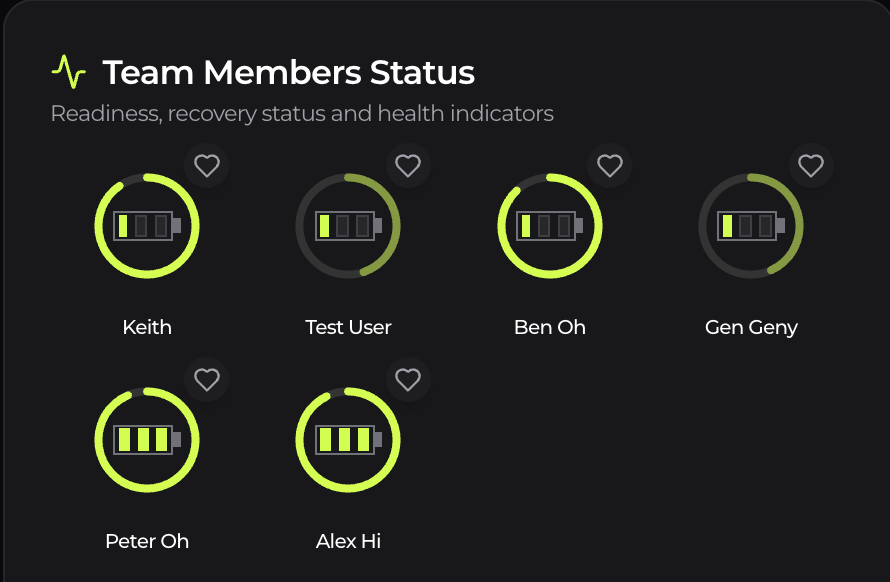 Team Members Status
Readiness, recovery status and health indicators
Keith
Test User
Ben Oh
Gen Geny
Peter Oh
Alex Hi